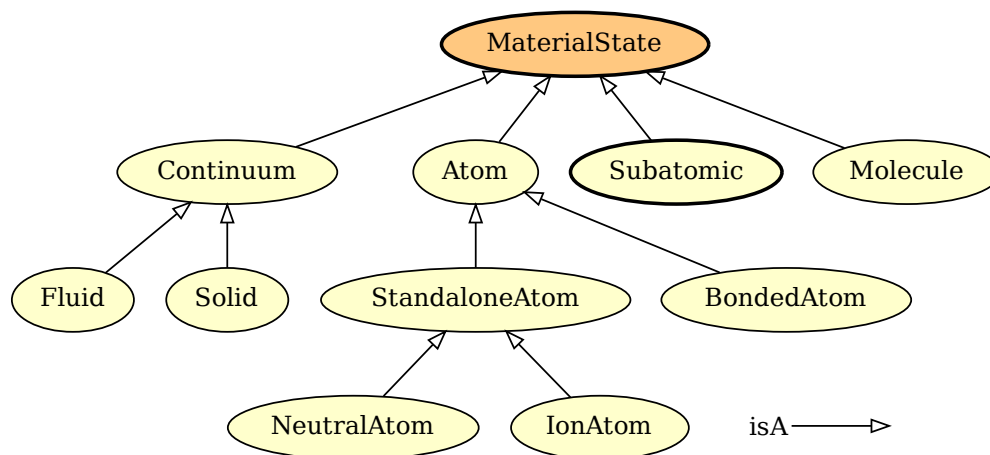 MaterialState
Continuum
Atom
Subatomic
Molecule
Fluid
Solid
StandaloneAtom
BondedAtom
NeutralAtom
IonAtom
isA